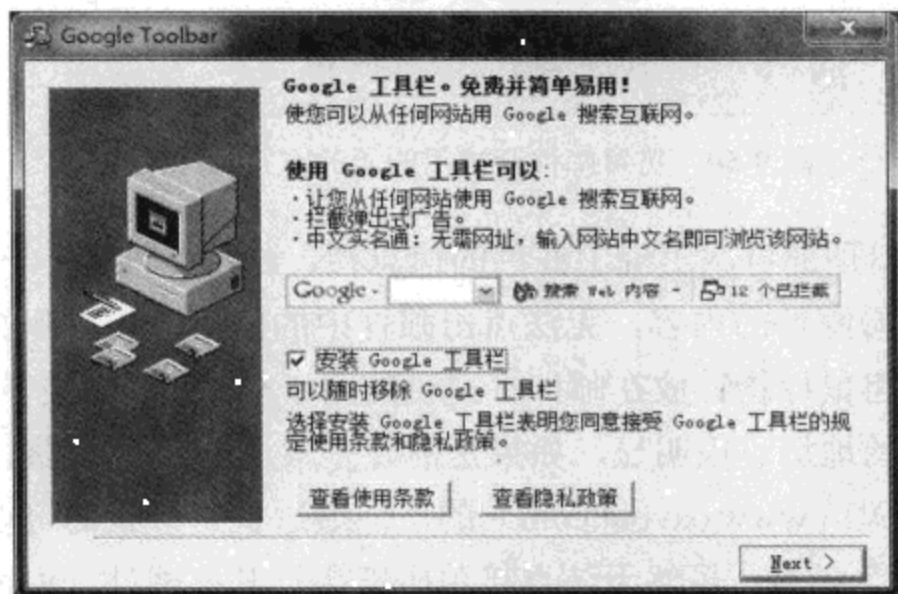 Google Toolbar
Google 工具栏。免费并简单易用！
使您可以从任何网站用 Google 搜索互联网。
使用 Google 工具栏可以：
·让您从任何网站使用 Google 搜索互联网。
·拦截弹出式广告。
·中文实名通：无需网址，输入网站中文名即可浏览该网站。
Google - 搜索 Web 内容 - 12 个已拦截
安装 Google 工具栏
可以随时移除 Google 工具栏
选择安装 Google 工具栏表明您同意接受 Google 工具栏的规
定使用条款和隐私政策。
查看使用条款 查看隐私政策
Next >